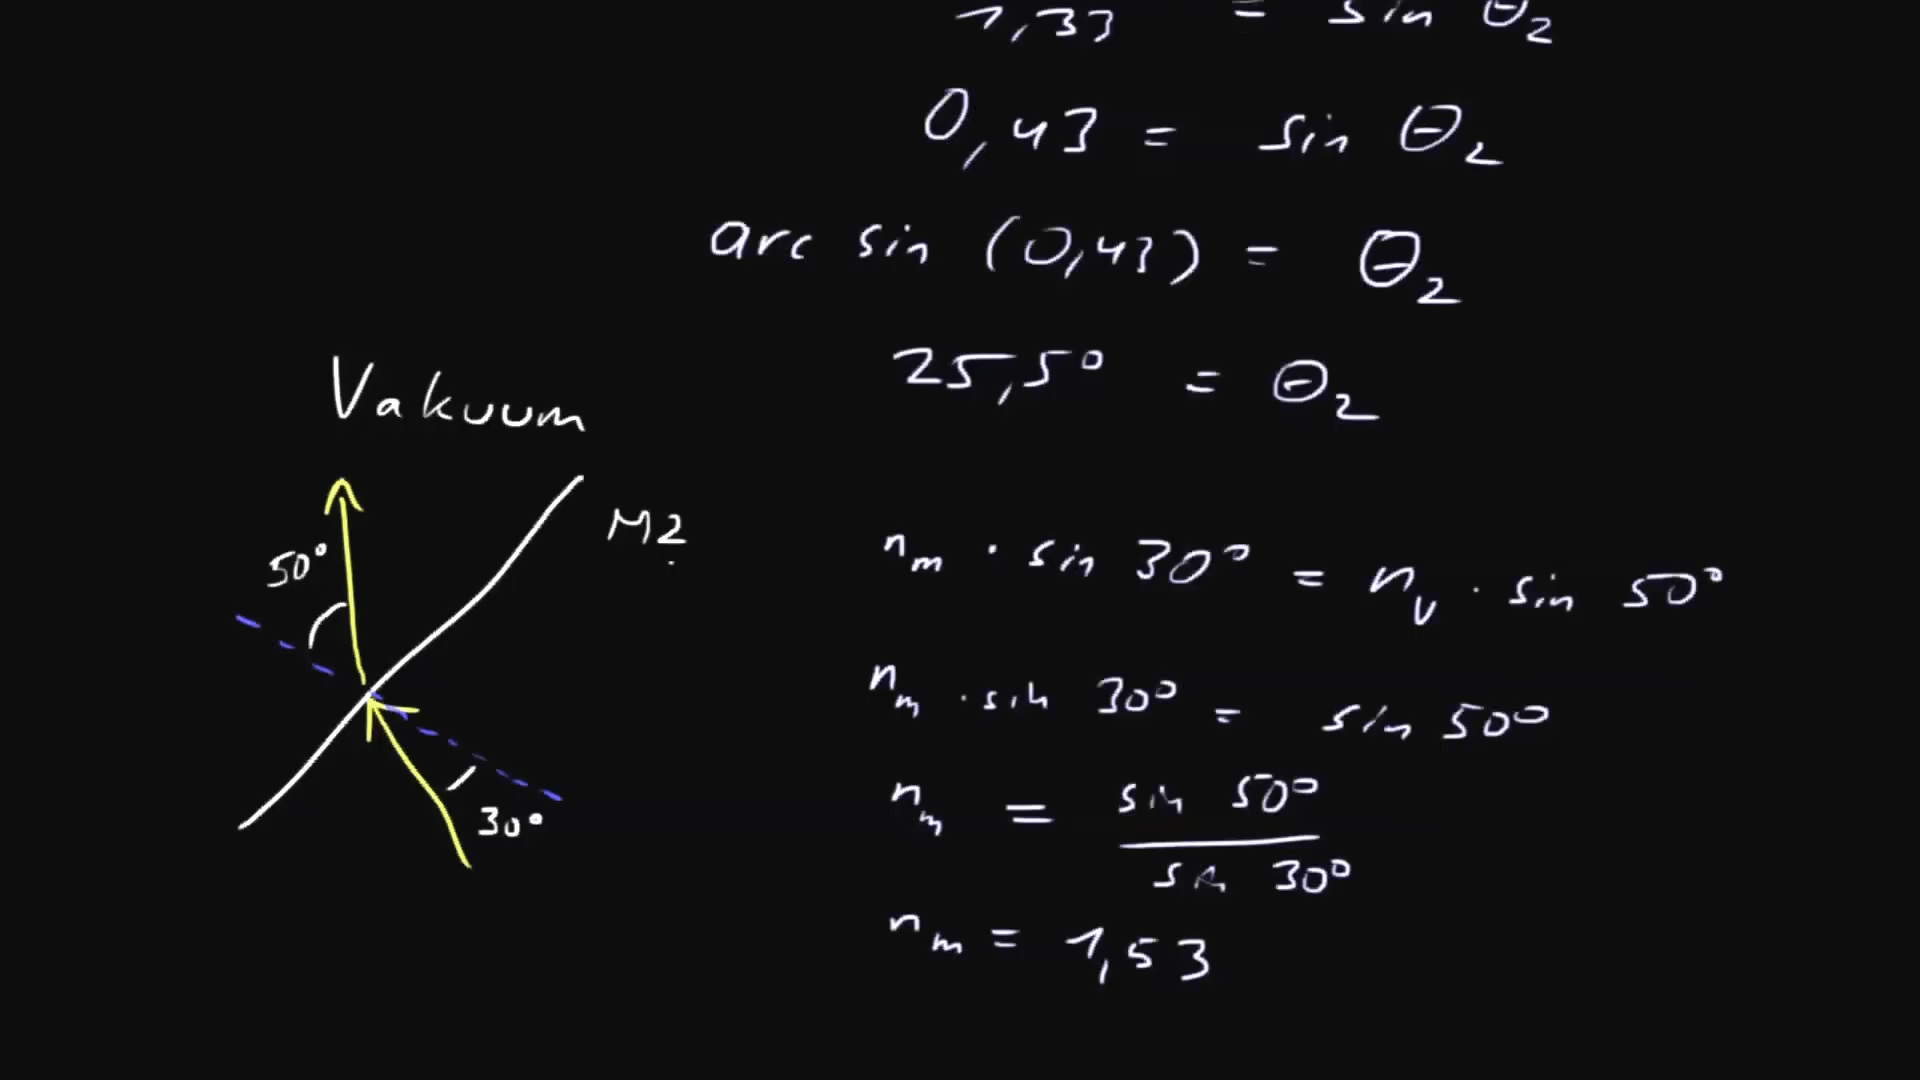 1,33 = sin θ₂
0,43 = sin θ₂
arc sin (0,43) = θ₂
25,5° = θ₂
Vakuum
M2
50°
30°
nₘ · sin 30° = nᵥ · sin 50°
nₘ · sin 30° = sin 50°
nₘ = sin 50° / sin 30°
nₘ = 1,53